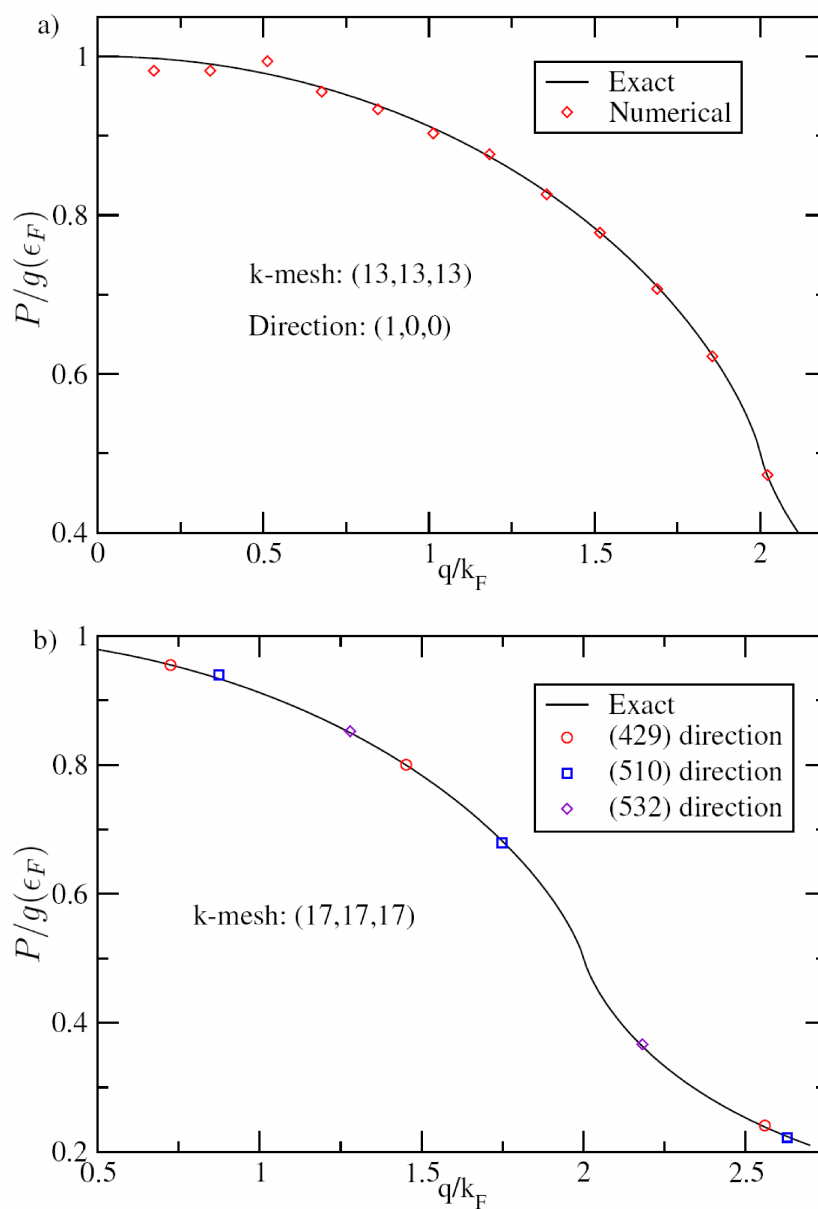 a)
1
0.8
0.6
0.4
P/g(ϵ_F)
Exact
Numerical
k-mesh: (13,13,13)
Direction: (1,0,0)
0 0.5 1 1.5 2
q/k_F
b)
1
0.8
0.6
0.4
0.2
P/g(ϵ_F)
Exact
(429) direction
(510) direction
(532) direction
k-mesh: (17,17,17)
0.5 1 1.5 2 2.5
q/k_F